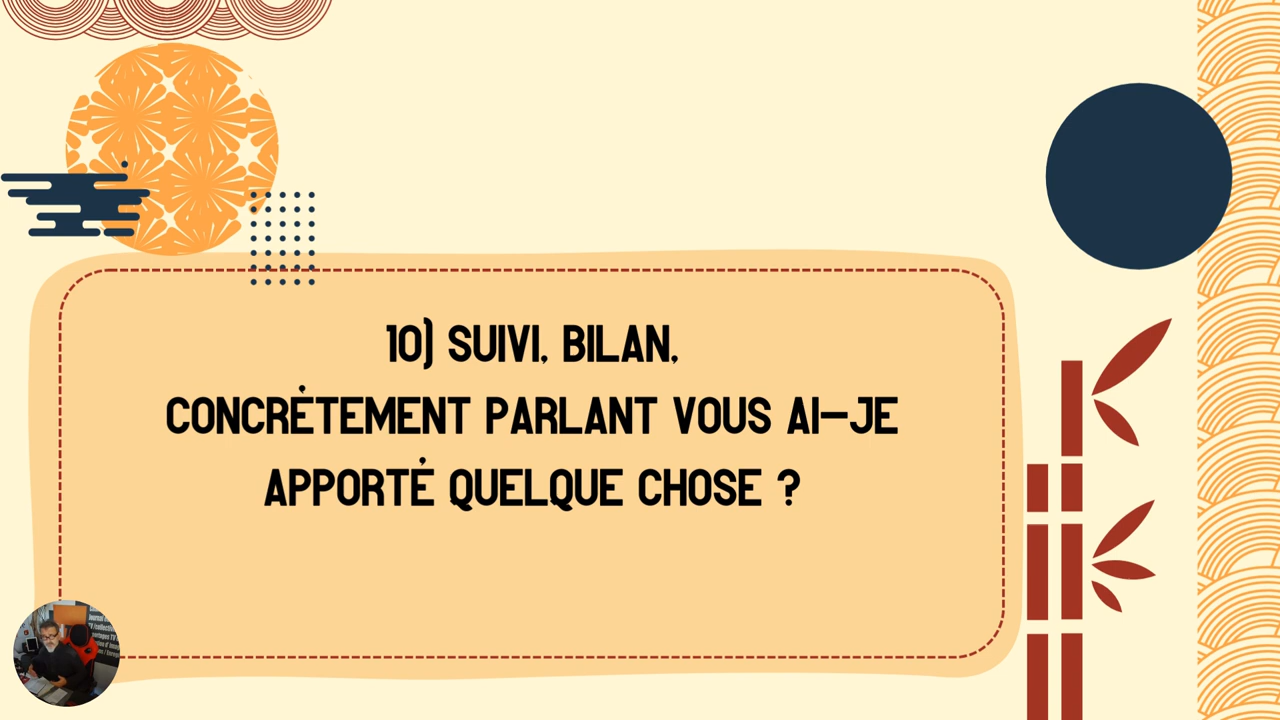 10) SUIVI, BILAN,
CONCRÈTEMENT PARLANT VOUS AI–JE
APPORTÉ QUELQUE CHOSE ?